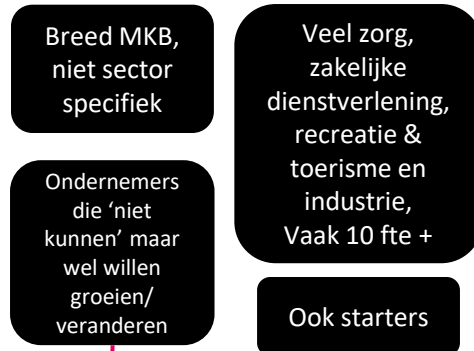 Breed MKB,
niet sector
specifiek
Veel zorg,
zakelijke
dienstverlening,
recreatie &
toerisme en
industrie,
Vaak 10 fte +
Ondernemers
die ‘niet
kunnen’ maar
wel willen
groeien/
veranderen
Ook starters